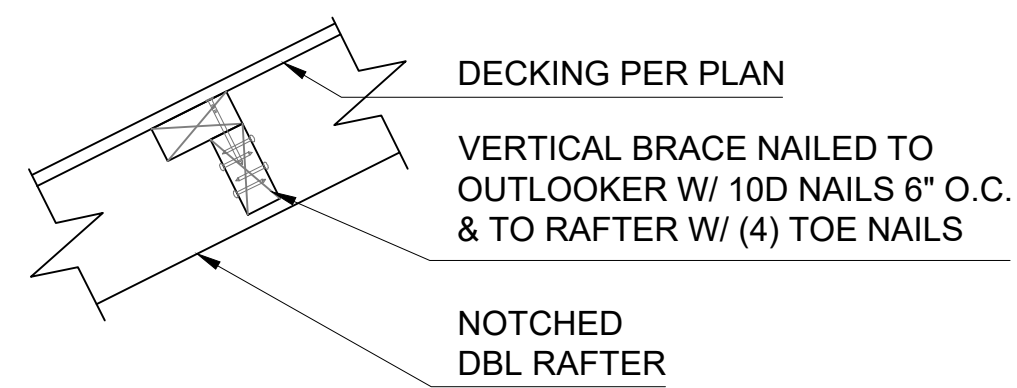 DECKING PER PLAN
VERTICAL BRACE NAILED TO
OUTLOOKER W/ 10D NAILS 6" O.C.
& TO RAFTER W/ (4) TOE NAILS
NOTCHED
DBL RAFTER